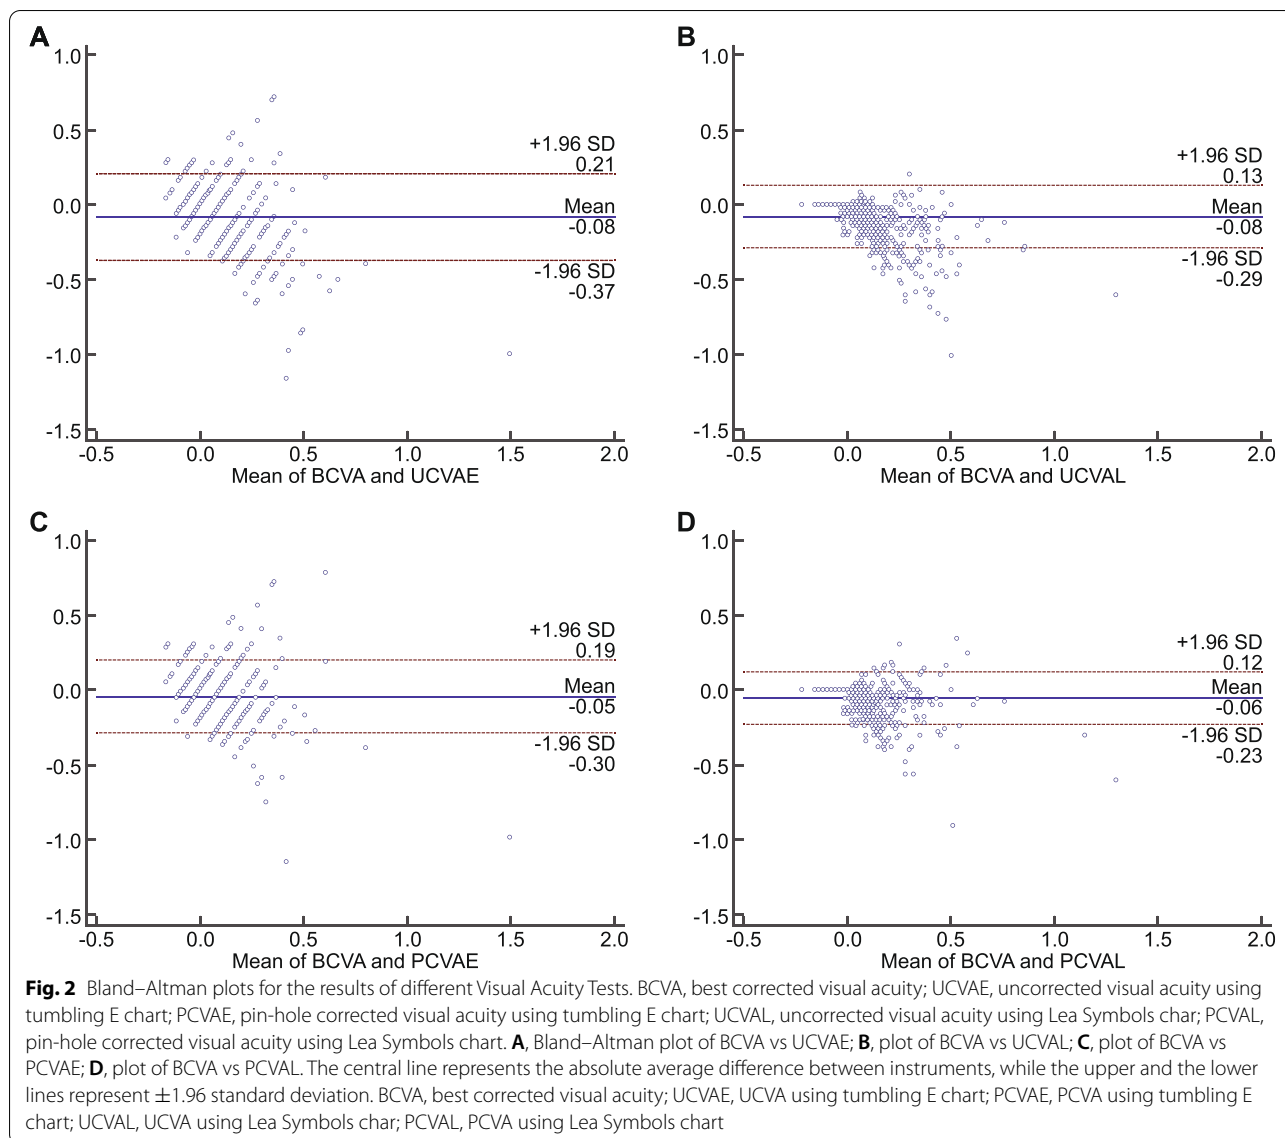 A
1.0
0.5
0.0
-0.5
-1.0
-1.5
+1.96 SD
0.21
Mean
-0.08
-1.96 SD
-0.37
-0.5 0.0 0.5 1.0 1.5 2.0
Mean of BCVA and UCVAE
B
1.0
0.5
0.0
-0.5
-1.0
-1.5
+1.96 SD
0.13
Mean
-0.08
-1.96 SD
-0.29
-0.5 0.0 0.5 1.0 1.5 2.0
Mean of BCVA and UCVAL
C
1.0
0.5
0.0
-0.5
-1.0
-1.5
+1.96 SD
0.19
Mean
-0.05
-1.96 SD
-0.30
-0.5 0.0 0.5 1.0 1.5 2.0
Mean of BCVA and PCVAE
D
1.0
0.5
0.0
-0.5
-1.0
-1.5
+1.96 SD
0.12
Mean
-0.06
-1.96 SD
-0.23
-0.5 0.0 0.5 1.0 1.5 2.0
Mean of BCVA and PCVAL
Fig. 2 Bland–Altman plots for the results of different Visual Acuity Tests. BCVA, best corrected visual acuity; UCVAE, uncorrected visual acuity using
tumbling E chart; PCVAE, pin-hole corrected visual acuity using tumbling E chart; UCVAL, uncorrected visual acuity using Lea Symbols char; PCVAL,
pin-hole corrected visual acuity using Lea Symbols chart. A, Bland–Altman plot of BCVA vs UCVAE; B, plot of BCVA vs UCVAL; C, plot of BCVA vs
PCVAE; D, plot of BCVA vs PCVAL. The central line represents the absolute average difference between instruments, while the upper and the lower
lines represent ±1.96 standard deviation. BCVA, best corrected visual acuity; UCVAE, UCVA using tumbling E chart; PCVAE, PCVA using tumbling E
chart; UCVAL, UCVA using Lea Symbols char; PCVAL, PCVA using Lea Symbols chart